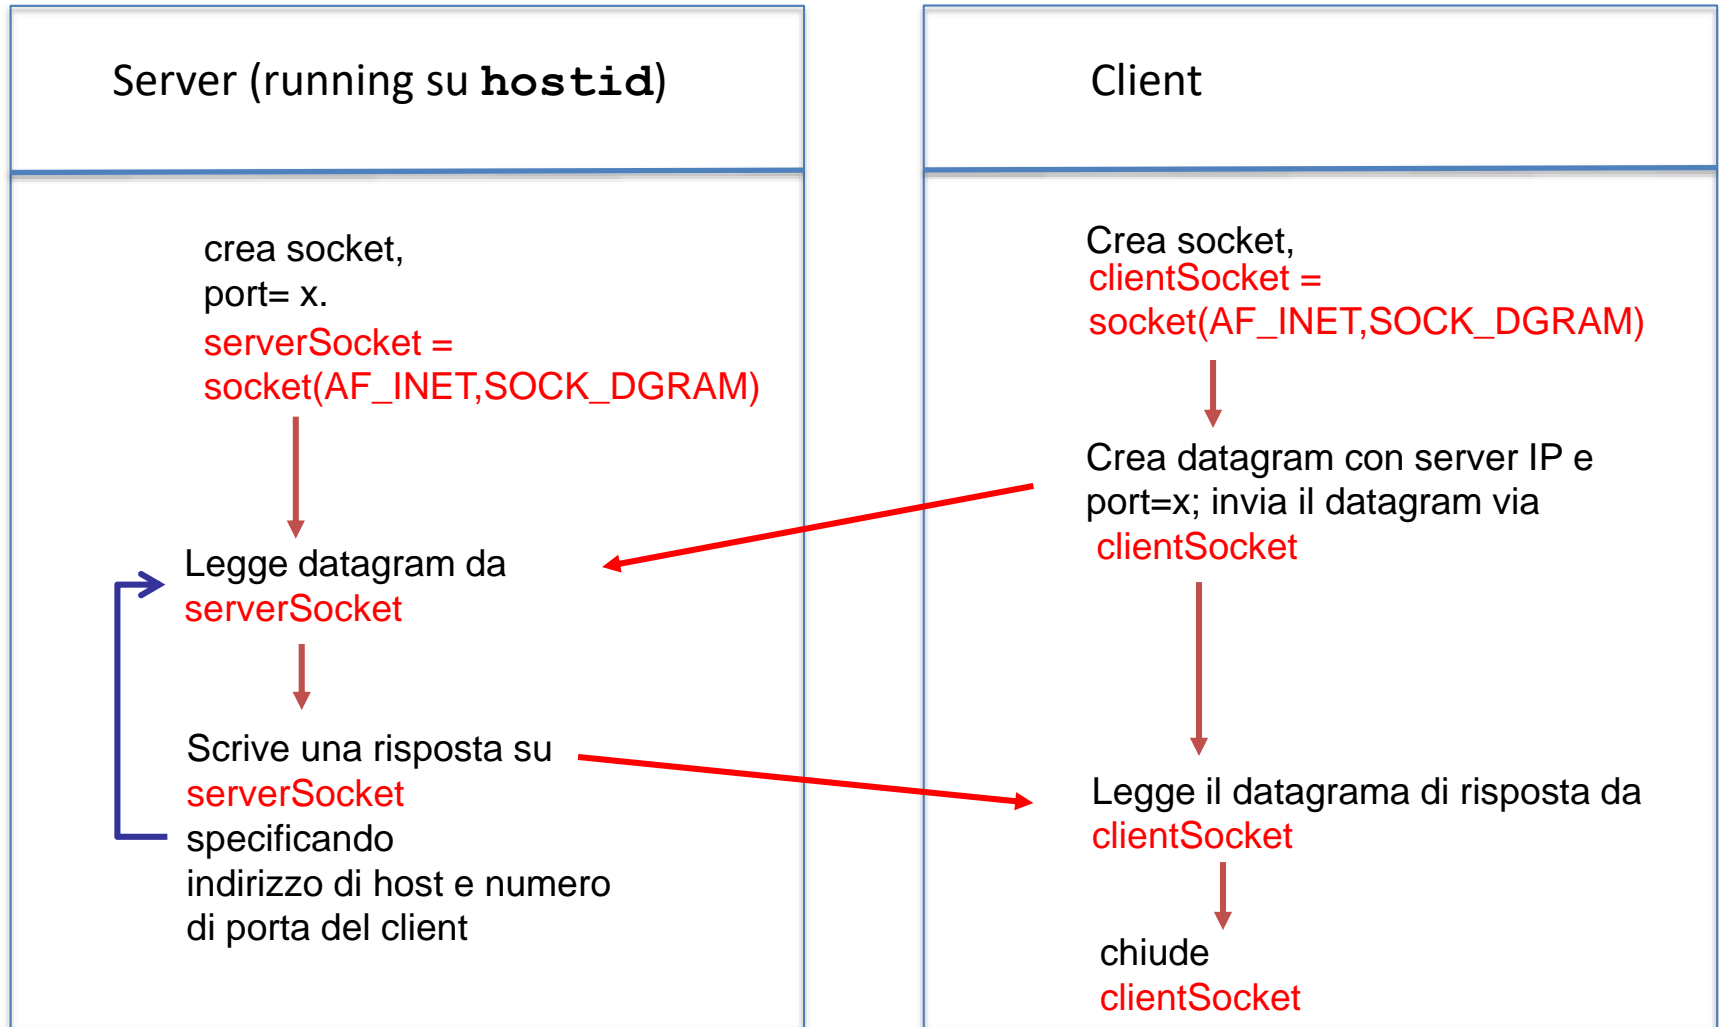 Server (running su hostid)
crea socket,
port= x.
serverSocket =
socket(AF_INET,SOCK_DGRAM)
Legge datagram da
serverSocket
Scrive una risposta su
serverSocket
specificando
indirizzo di host e numero
di porta del client
Client
Crea socket,
clientSocket =
socket(AF_INET,SOCK_DGRAM)
Crea datagram con server IP e
port=x; invia il datagram via
clientSocket
Legge il datagrama di risposta da
clientSocket
chiude
clientSocket